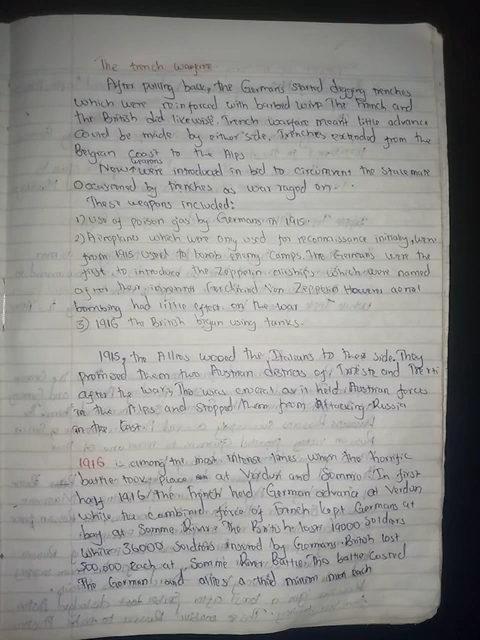 The trench warfare
After pulling back, the Germans started digging trenches
which were reinforced with barbed wire. The French and
the British did likewise. Trench warfare meant little advance
could be made by either side. Trenches extended from the
Belgian coast to the Alps
New weapons were introduced in bid to circumvent the stalemate
Occasioned by trenches as war raged on.
These weapons included:
1) Use of poison gas by Germans in 1915
2) Aeroplanes which were only used for reconnaissance initially, were
from 1915 used to bomb enemy camps. The Germans were the
first to introduce the Zeppelin airships which were named
after their inventor Ferdinand Von Zeppelin However aerial
bombing had little effect on the war
3) 1916 the British begun using tanks.
1915, the Allies wooed the Italians to their side. They
promised them two Austrian districts of Trieste and
after the war. This was crucial as it held Austrian forces
in the Alps and stopped them from Attacking Russia
in the East.
1916 is among the most intense times when the horrific
battle took place at Verdun and Somme. In first
half 1916 the French held German advance at Verdun
while the combined force of French kept Germans at
bay at Somme River. The British lost 19000 soldiers
While 36000 soldiers injured by Germans. British lost
500,000 each at Somme River Battle. This battle costed
The German and allies a third million men each